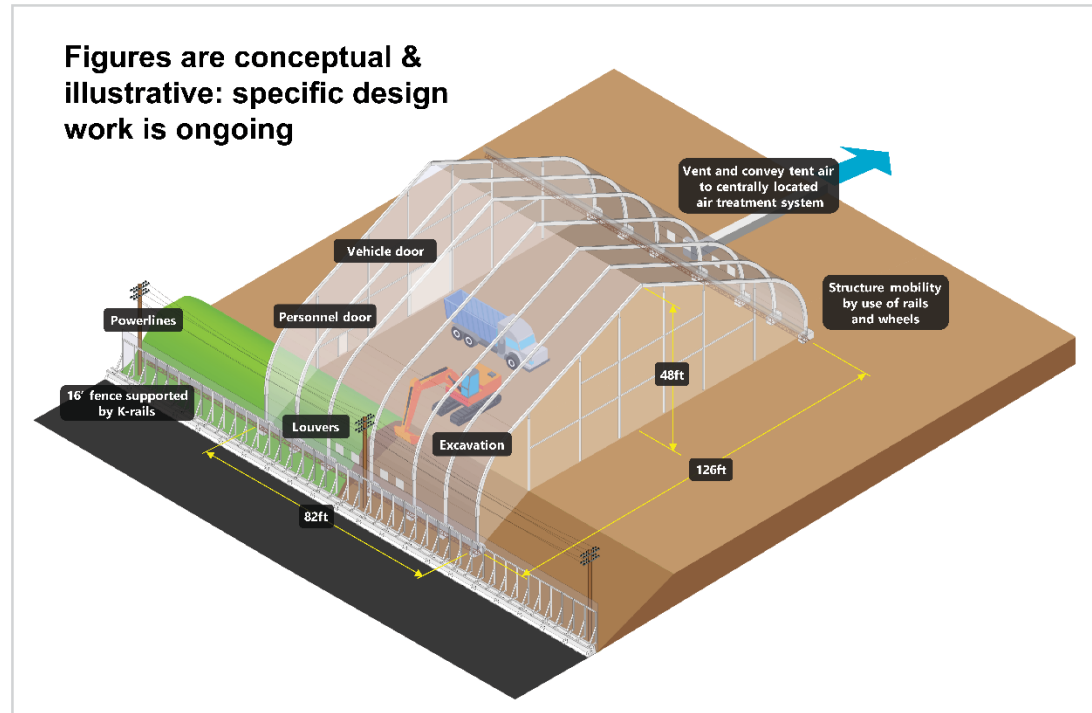 Figures are conceptual &
illustrative: specific design
work is ongoing
Vent and convey tent air
to centrally located
air treatment system
Vehicle door
Structure mobility
by use of rails
and wheels
Personnel door
Powerlines
48ft
16' fence supported
by K-rails
Louvers
Excavation
126ft
82ft